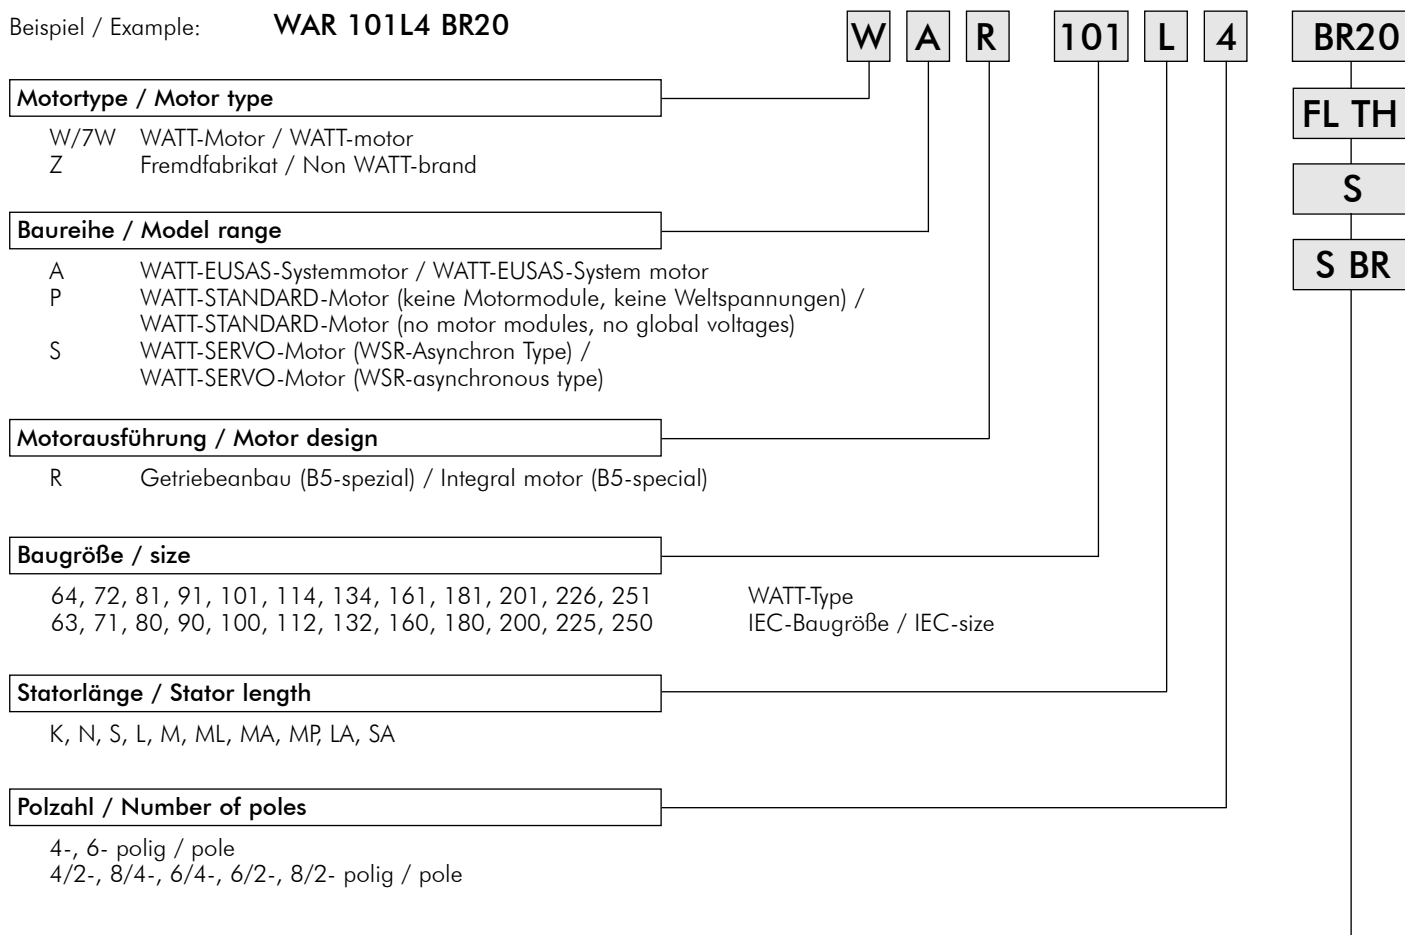 Beispiel / Example: WAR 101L4 BR20
W A R 101 L 4 BR20
FL TH
S
S BR
Motortype / Motor type
W/7W WATT-Motor / WATT-motor
Z Fremdfabrikat / Non WATT-brand
Baureihe / Model range
A WATT-EUSAS-Systemmotor / WATT-EUSAS-System motor
P WATT-STANDARD-Motor (keine Motormodule, keine Weltspannungen) /
WATT-STANDARD-Motor (no motor modules, no global voltages)
S WATT-SERVO-Motor (WSR-Asynchron Type) /
WATT-SERVO-Motor (WSR-asynchronous type)
Motorausführung / Motor design
R Getriebeanbau (B5-spezial) / Integral motor (B5-special)
Baugröße / size
64, 72, 81, 91, 101, 114, 134, 161, 181, 201, 226, 251 WATT-Type
63, 71, 80, 90, 100, 112, 132, 160, 180, 200, 225, 250 IEC-Baugröße / IEC-size
Statorlänge / Stator length
K, N, S, L, M, ML, MA, MP, LA, SA
Polzahl / Number of poles
4-, 6- polig / pole
4/2-, 8/4-, 6/4-, 6/2-, 8/2- polig / pole